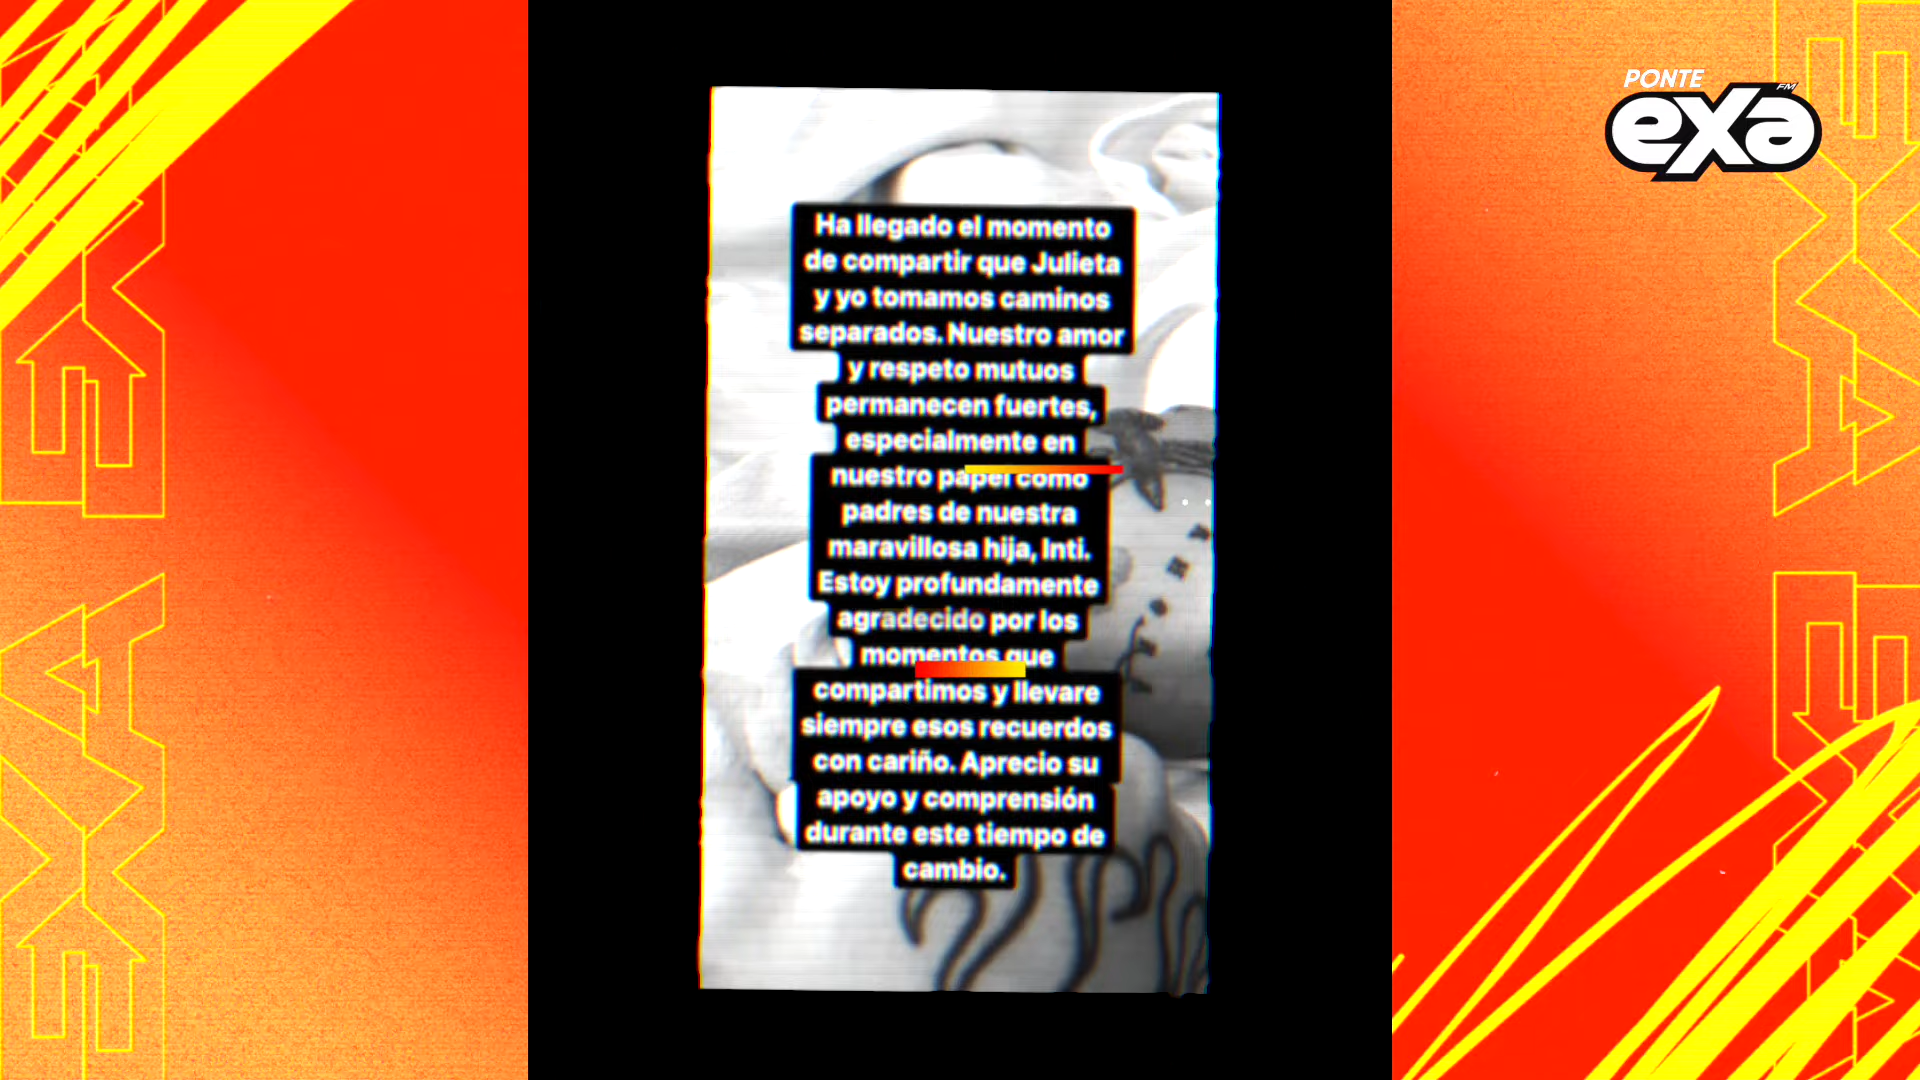 PONTE
exa
FM
Ha llegado el momento
de compartir que Julieta
y yo tomamos caminos
separados. Nuestro amor
y respeto mutuos
permanecen fuertes,
especialmente en
nuestro papel como
padres de nuestra
maravillosa hija, Inti.
Estoy profundamente
agradecido por los
momentos que
compartimos y llevare
siempre esos recuerdos
con cariño. Aprecio su
apoyo y comprensión
durante este tiempo de
cambio.